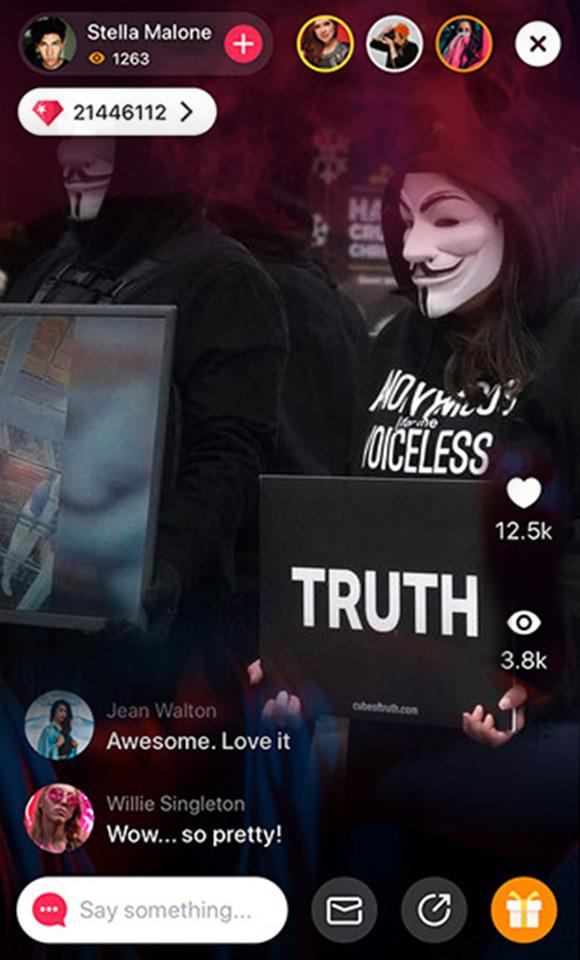 Stella Malone
1263
21446112
TRUTH
cubeoftruth.com
VOICELESS
12.5k
3.8k
Jean Walton
Awesome. Love it
Willie Singleton
Wow... so pretty!
Say something...